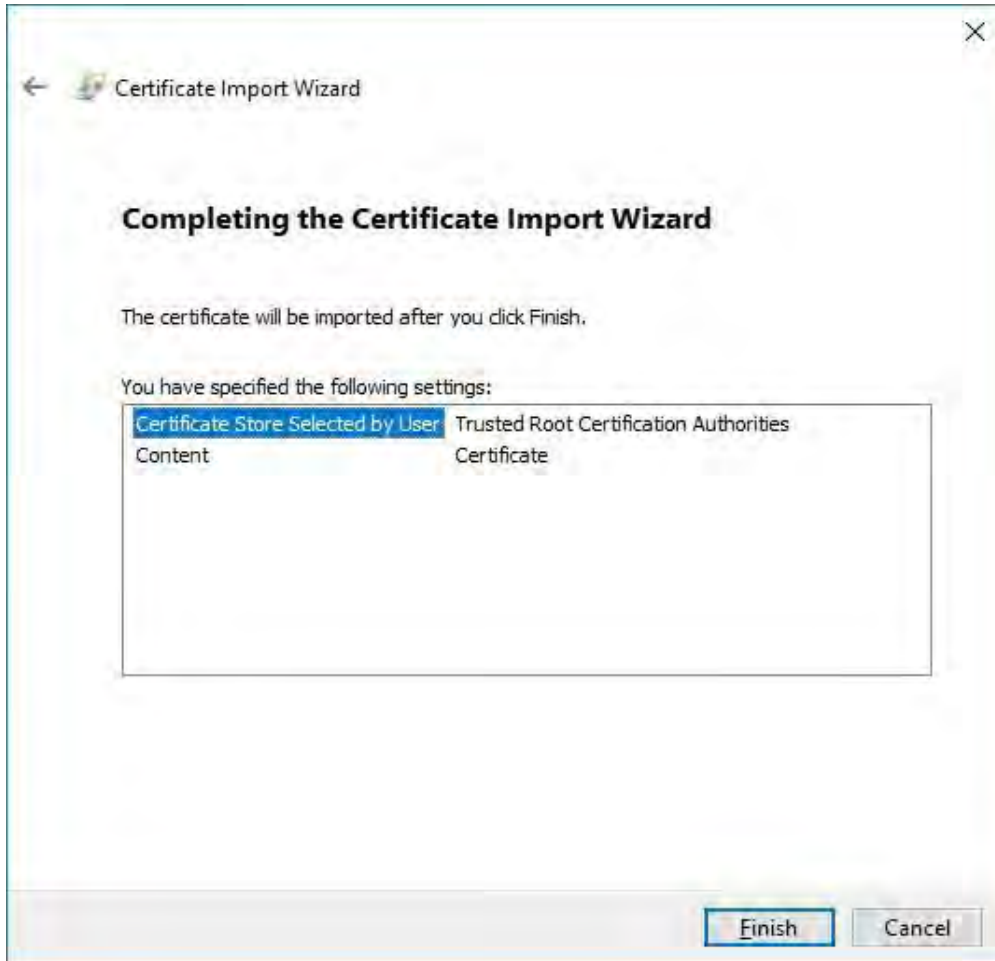 Certificate Import Wizard
Completing the Certificate Import Wizard
The certificate will be imported after you click Finish.
You have specified the following settings:
Certificate Store Selected by User Trusted Root Certification Authorities
Content Certificate
Finish Cancel